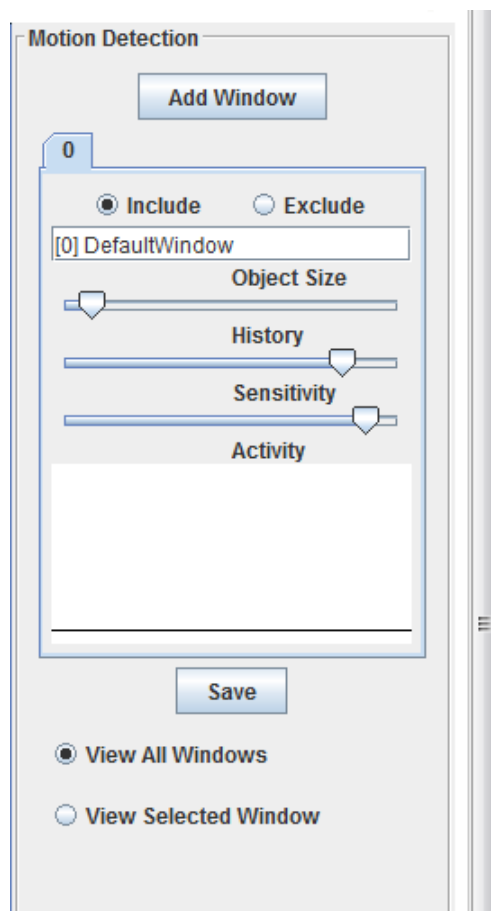 Motion Detection
Add Window
0
Include Exclude
[0] DefaultWindow
Object Size
History
Sensitivity
Activity
Save
View All Windows
View Selected Window